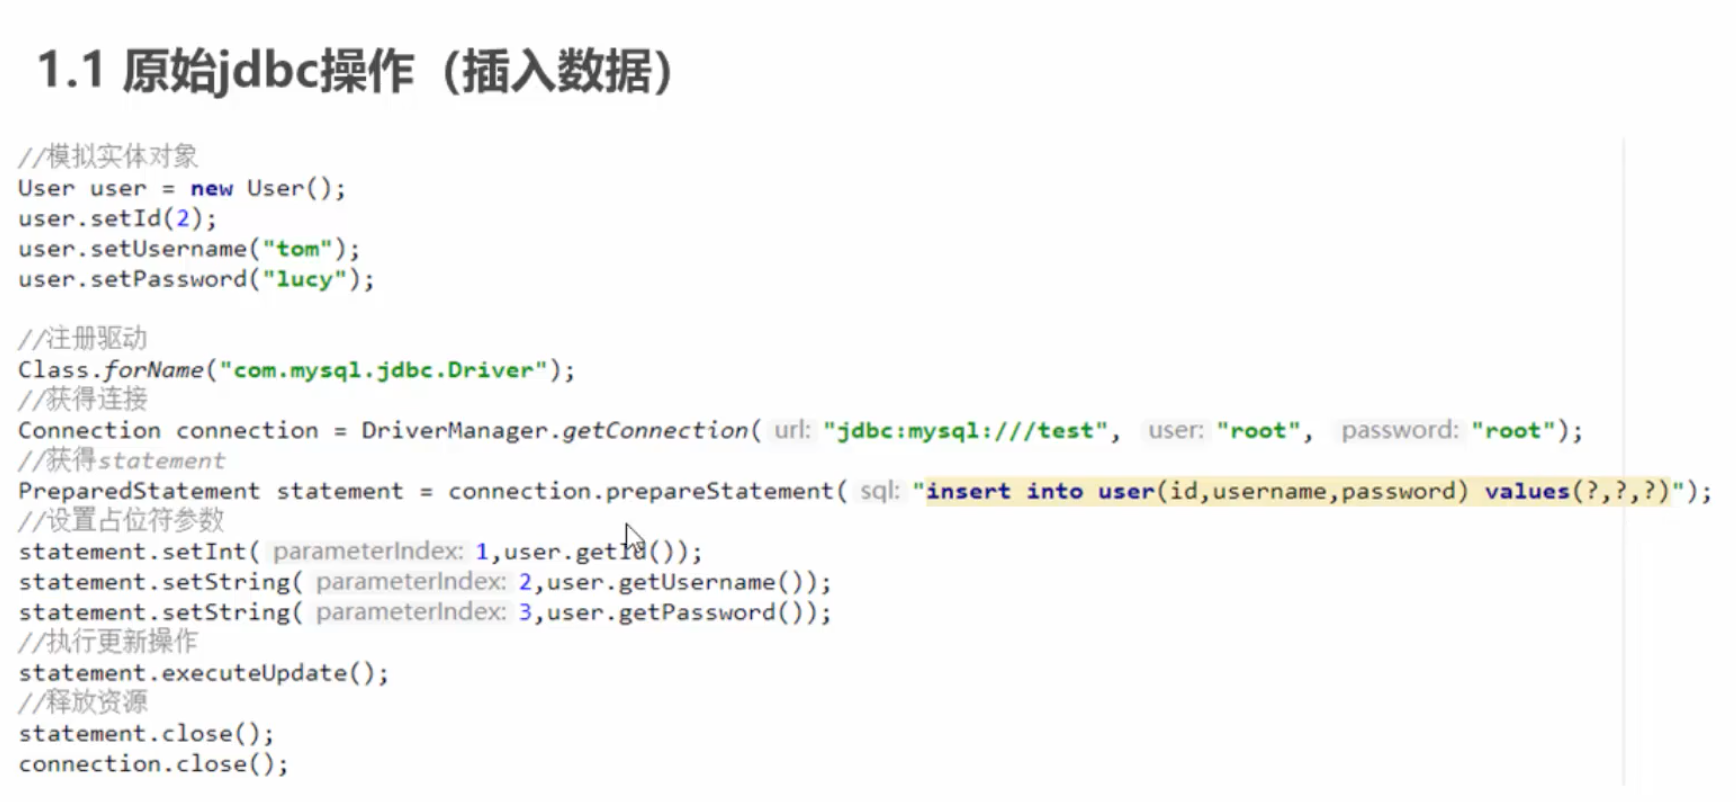 1.1 原始jdbc操作（插入数据）
//模拟实体对象
User user = new User();
user.setId(2);
user.setUsername("tom");
user.setPassword("lucy");
//注册驱动
Class.forName("com.mysql.jdbc.Driver");
//获得连接
Connection connection = DriverManager.getConnection( url: "jdbc:mysql:///test", user: "root", password: "root");
//获得statement
PreparedStatement statement = connection.prepareStatement( sql: "insert into user(id,username,password) values(?,?,?)");
//设置占位符参数
statement.setInt( parameterIndex: 1,user.getId());
statement.setString( parameterIndex: 2,user.getUsername());
statement.setString( parameterIndex: 3,user.getPassword());
//执行更新操作
statement.executeUpdate();
//释放资源
statement.close();
connection.close();